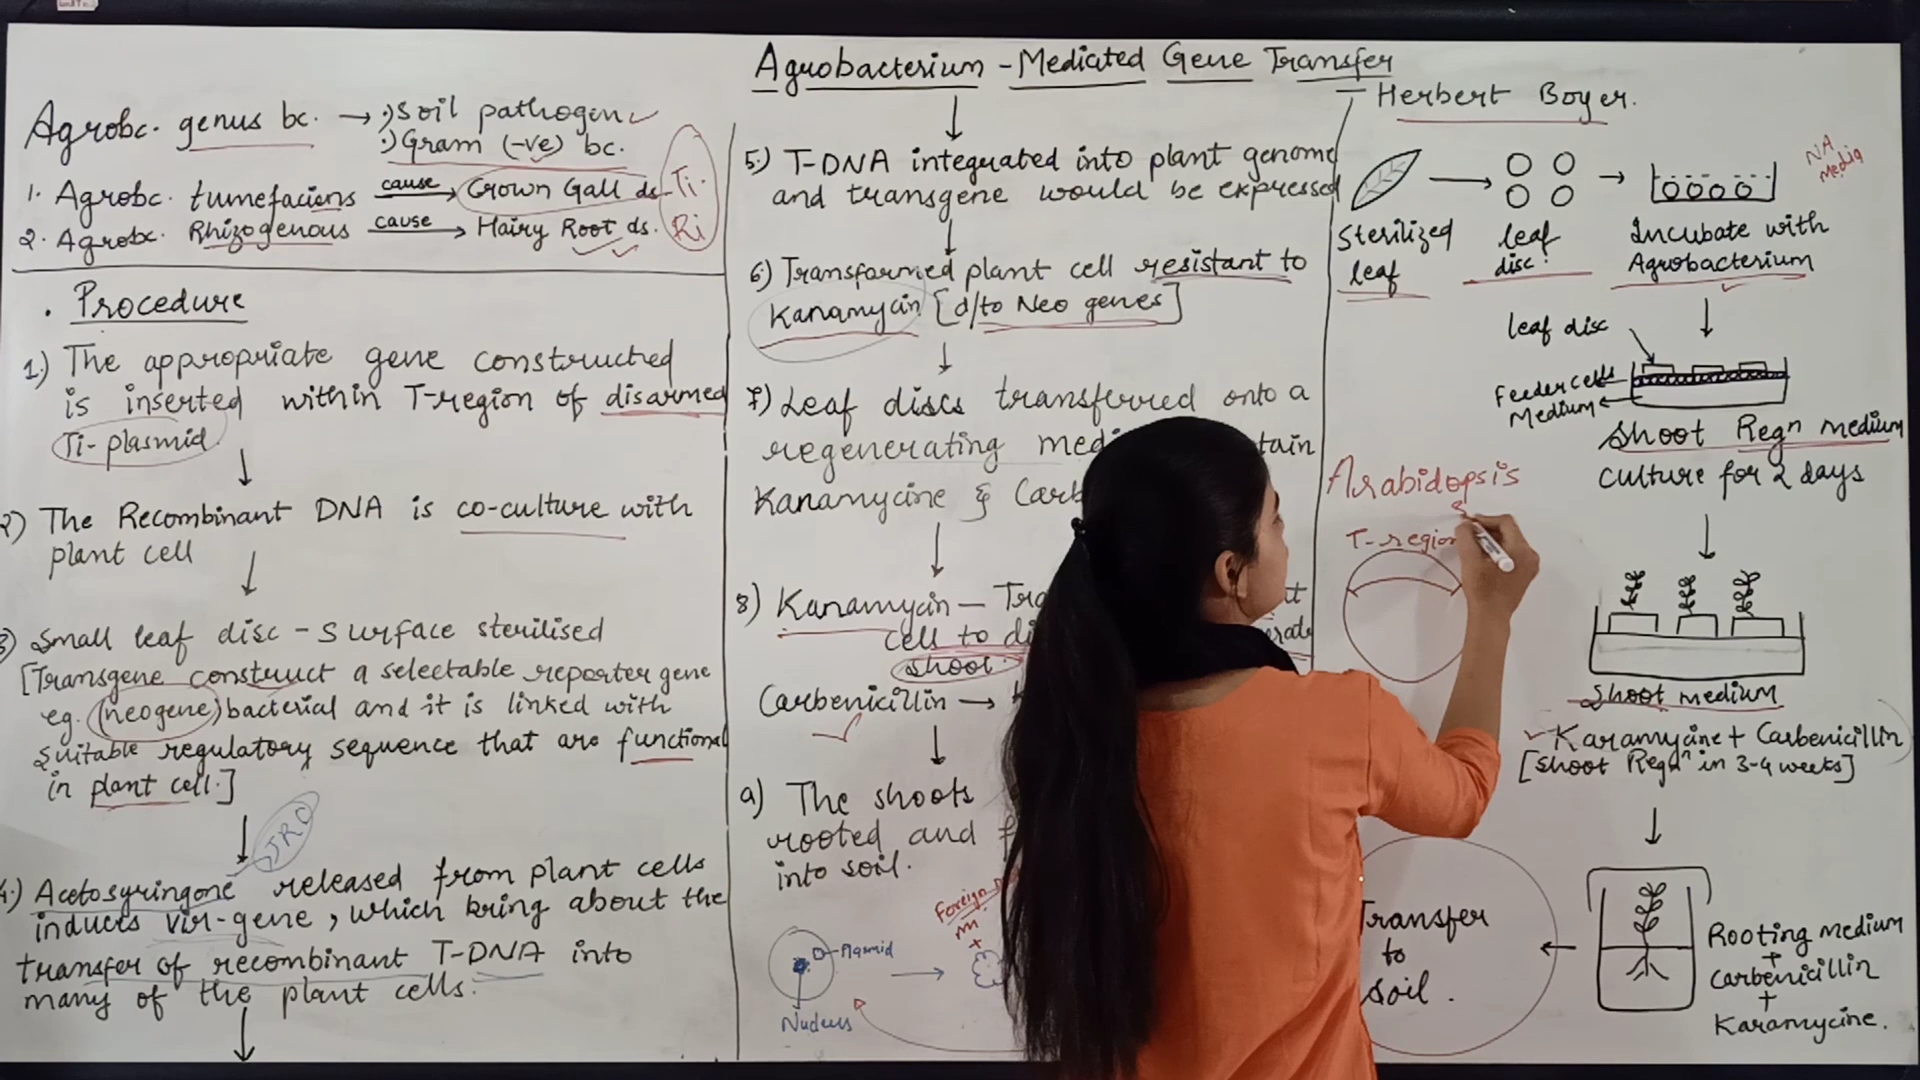 Agrobacterium - Mediated Gene Transfer
Agrobc. genus bc. → •) Soil pathogen
•) Gram (-ve) bc.
1. Agrobc. tumefaciens cause Crown Gall ds - Ti
2. Agrobc. Rhizogenous cause Hairy Root ds. Ri
• Procedure
1.) The appropriate gene constructed
is inserted within T-region of disarmed
Ti-plasmid
2) The Recombinant DNA is co-culture with
plant cell
3) Small leaf disc - Surface sterilised
[Transgene construct a selectable reporter gene
eg. (neogene) bacterial and it is linked with
suitable regulatory sequence that are functional
in plant cell.]
4.) Acetosyringone released from plant cells
induces vir-gene, which bring about the
transfer of recombinant T-DNA into
many of the plant cells.
5.) T-DNA integrated into plant genome
and transgene would be expressed
6.) Transformed plant cell resistant to
Kanamycin [d/to Neo genes]
7) Leaf discs transferred onto a
regenerating
Kanamycine &
8) Kanamycin -
cell to
shoot.
Carbenicillin →
9) The shoots
rooted and
into soil.
Foreign
+
Plasmid
Nucleus
- Herbert Boyer.
NA
Media
Sterilized
leaf
leaf
disc.
Incubate with
Agrobacterium
leaf disc
Feeder cells
Medium
Shoot Regn medium
culture for 2 days
Arabidopsis
T-region
Shoot medium
Karamycine + Carbenicillin
[Shoot Regn in 3-4 weeks]
Rooting medium
+
Carbenicillin
+
Karamycine.
Transfer
to
soil.